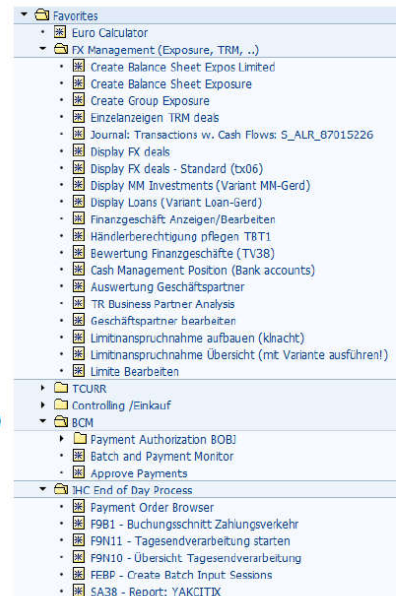 Favorites
Euro Calculator
FX Management (Exposure, TRM, ..)
Create Balance Sheet Expos Limited
Create Balance Sheet Exposure
Create Group Exposure
Einzelanzeigen TRM deals
Journal: Transactions w. Cash Flows: S_ALR_87015226
Display FX deals
Display FX deals - Standard (tx06)
Display MM Investments (Variant MM-Gerd)
Display Loans (Variant Loan-Gerd)
Finanzgeschäft Anzeigen/Bearbeiten
Händlerberechtigung pflegen TBT1
Bewertung Finanzgeschäfte (TV38)
Cash Management Position (Bank accounts)
Auswertung Geschäftspartner
TR Business Partner Analysis
Geschäftspartner bearbeiten
Limitinanspruchnahme aufbauen (klnacht)
Limitinanspruchnahme Übersicht (mit Variante ausführen!)
Limite Bearbeiten
TCURR
Controlling /Einkauf
BCM
Payment Authorization BOBJ
Batch and Payment Monitor
Approve Payments
IHC End of Day Process
Payment Order Browser
F9B1 - Buchungsschnitt Zahlungsverkehr
F9N11 - Tagesendverarbeitung starten
F9N10 - Übersicht Tagesendverarbeitung
FEBP - Create Batch Input Sessions
SA38 - Report: YAKCITIX